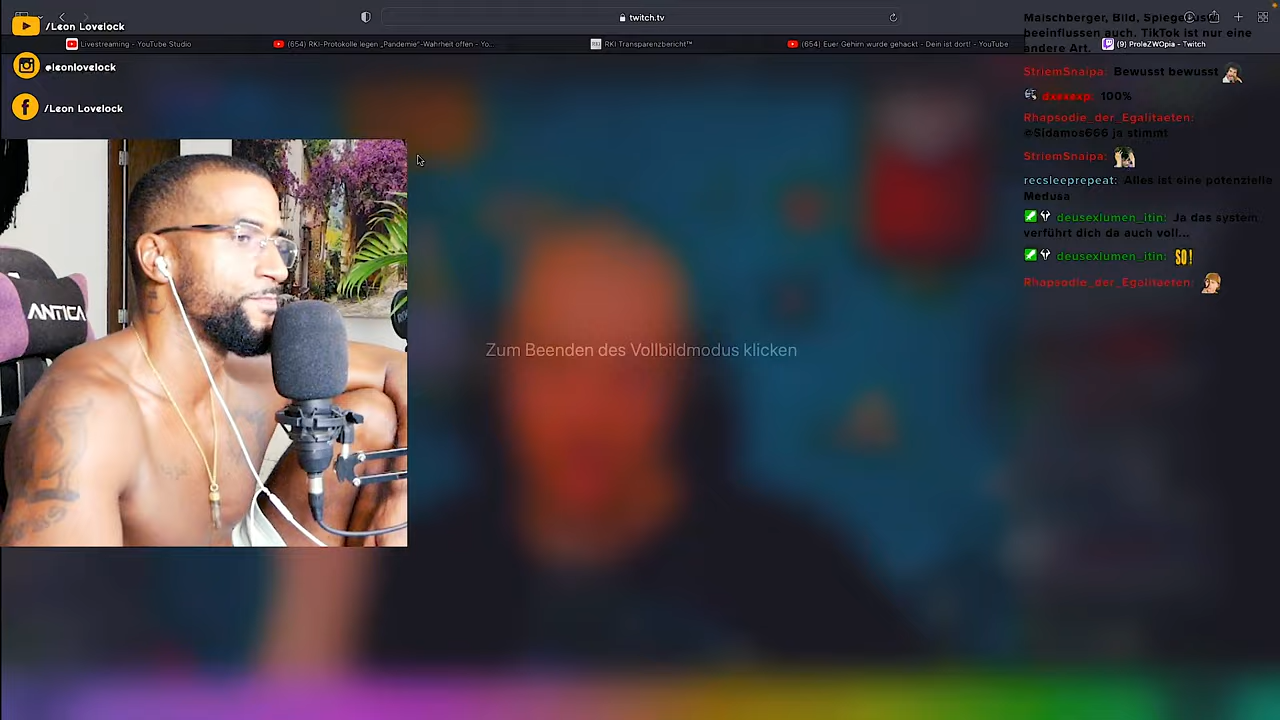 /Leon Lovelock
@leonlovelock
/Leon Lovelock
twitch.tv
Livestreaming - YouTube Studio
(654) RKI-Protokolle legen „Pandemie"-Wahrheit offen - Yo...
RKI Transparenzbericht™
(654) Euer Gehirn wurde gehackt - Dein ist dort! - YouTube
(9) ProleZWOpia - Twitch
ANTICA
Zum Beenden des Vollbildmodus klicken
Maischberger, Bild,
beeinflussen auch. TikTok ist nur eine
andere Art.
StriemSnaipa: Bewusst bewusst
dxexexp: 100%
Rhapsodie_der_Egalitaeten:
@Sidamos666 ja stimmt
StriemSnaipa:
recsleeprepeat: Alles ist eine potenzielle
Medusa
deusexlumen_itin: Ja das system
verführt dich da auch voll...
deusexlumen_itin: SO!
Rhapsodie_der_Egalitaeten: